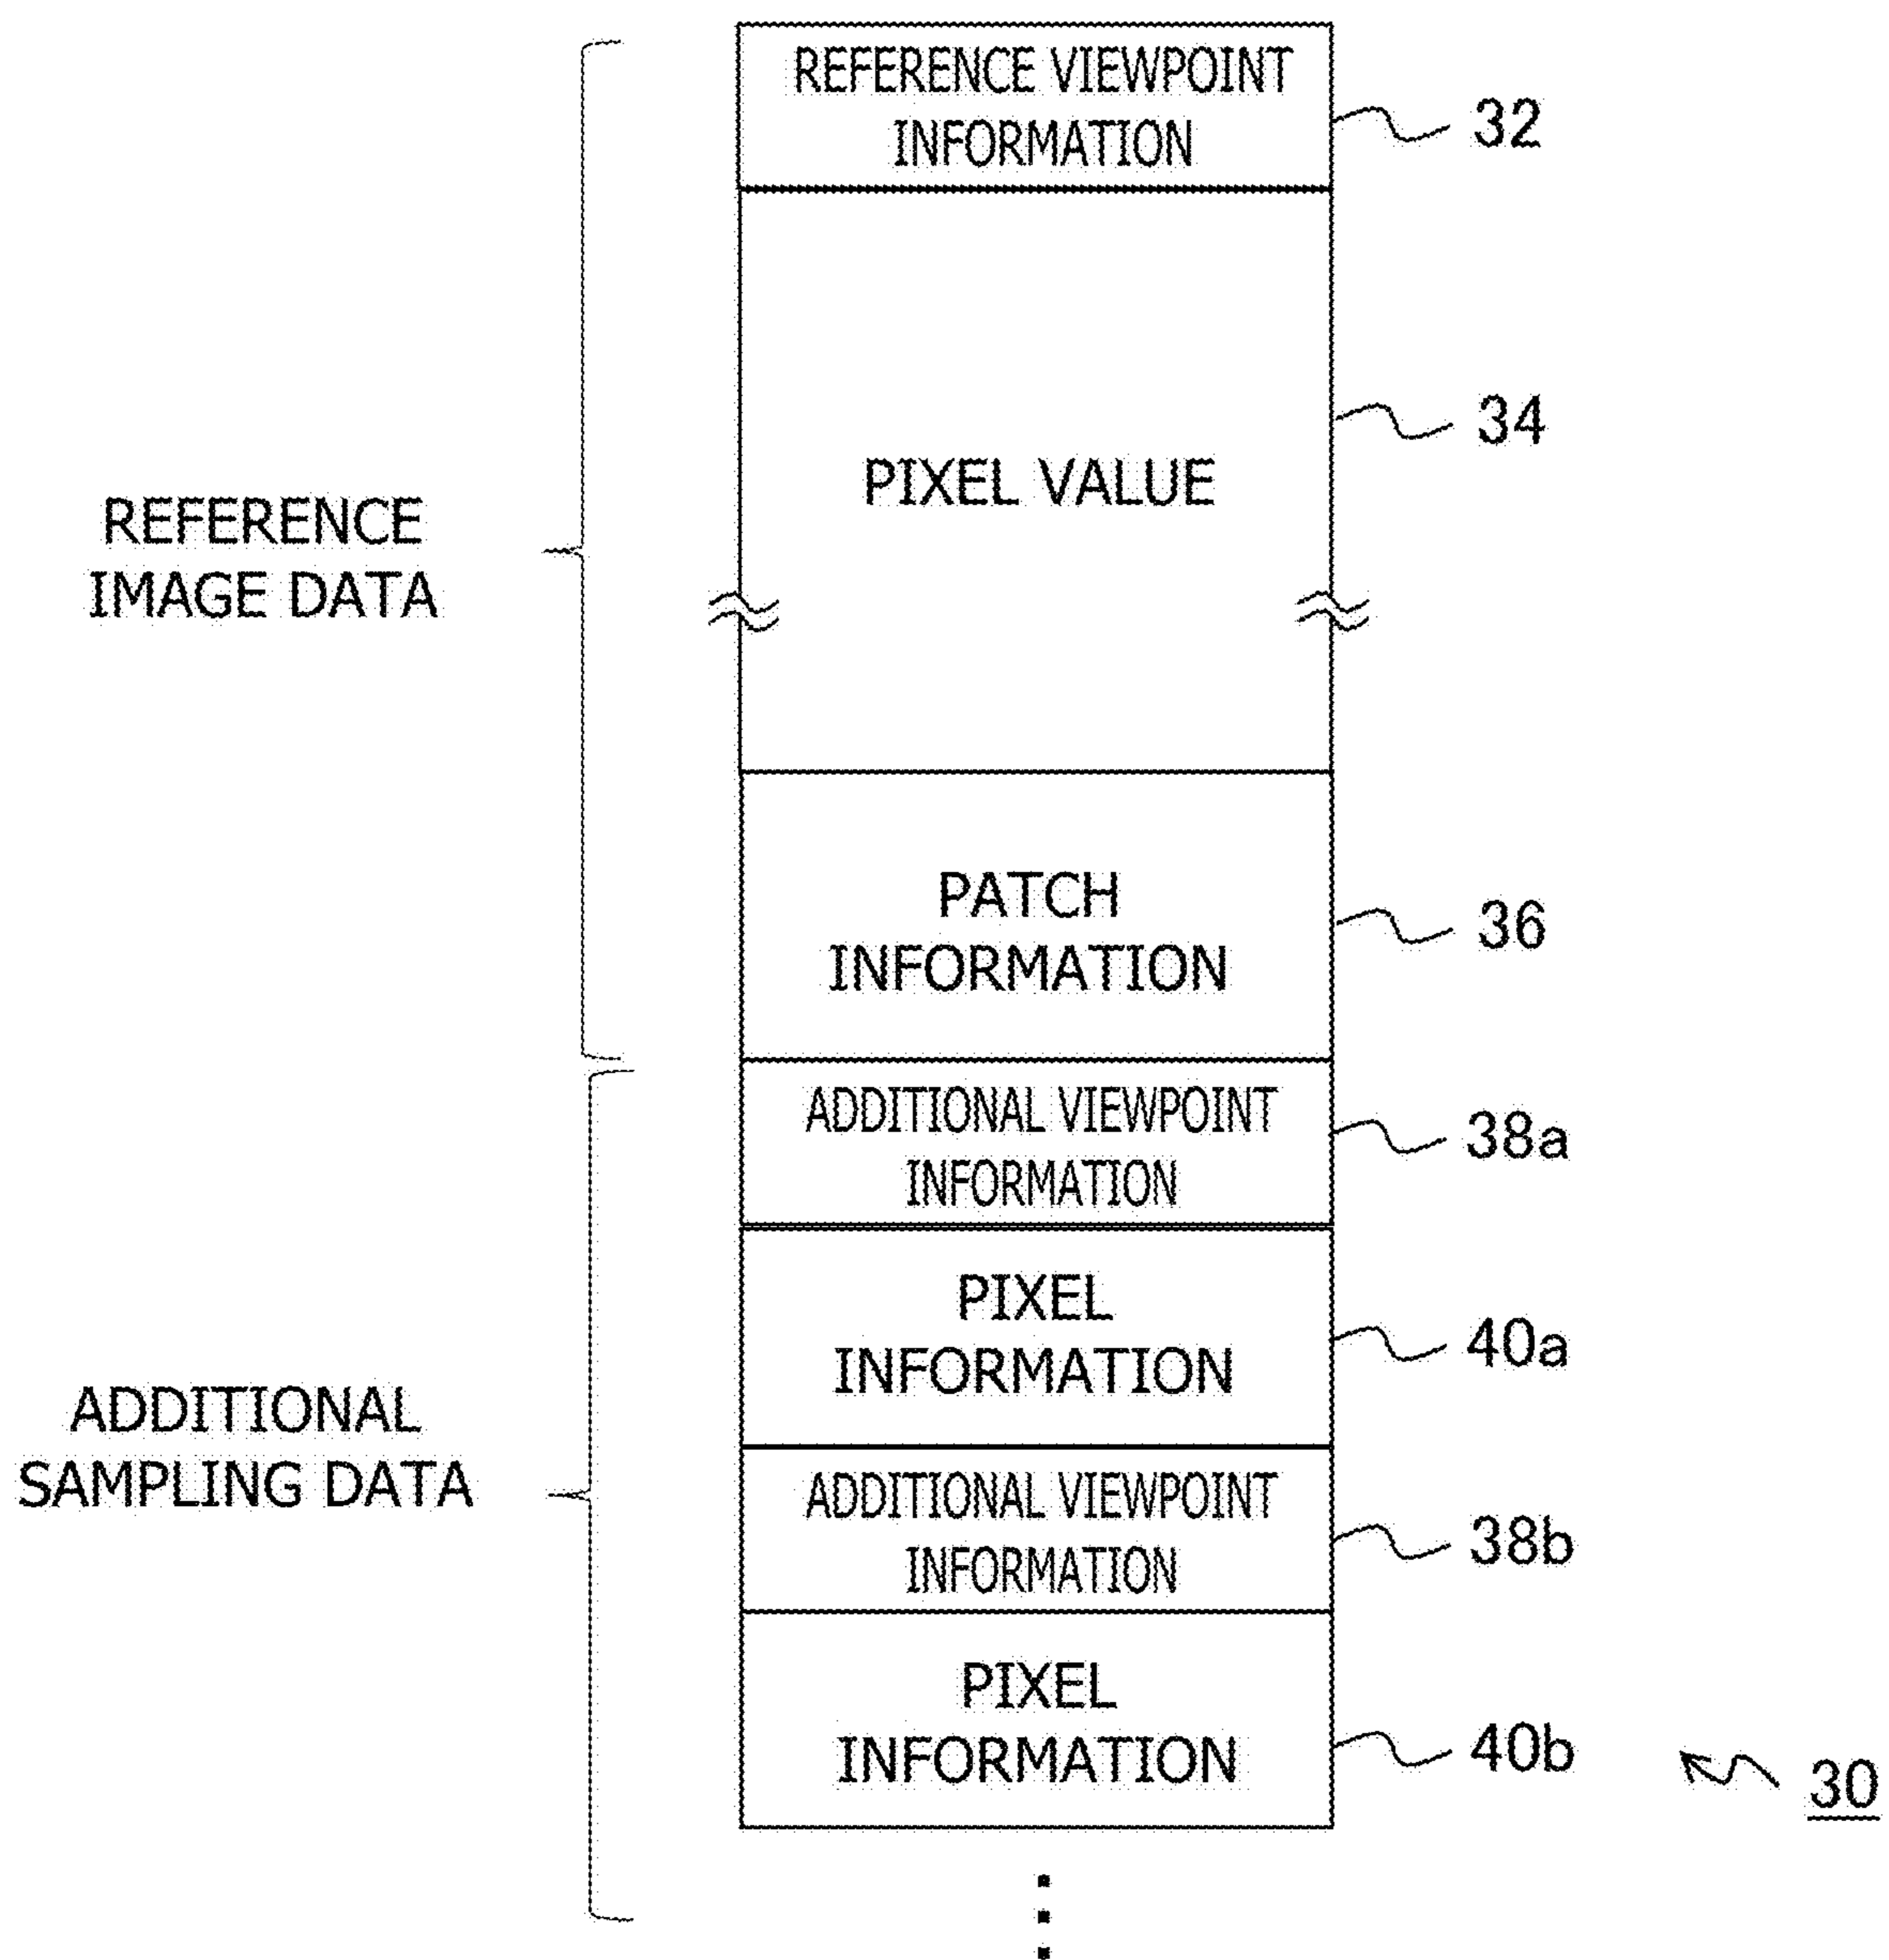 REFERENCE VIEWPOINT
INFORMATION
32
PIXEL VALUE
34
REFERENCE
IMAGE DATA
PATCH
INFORMATION
36
ADDITIONAL VIEWPOINT
INFORMATION
38a
PIXEL
INFORMATION
40a
ADDITIONAL
SAMPLING DATA
ADDITIONAL VIEWPOINT
INFORMATION
38b
PIXEL
INFORMATION
40b
30